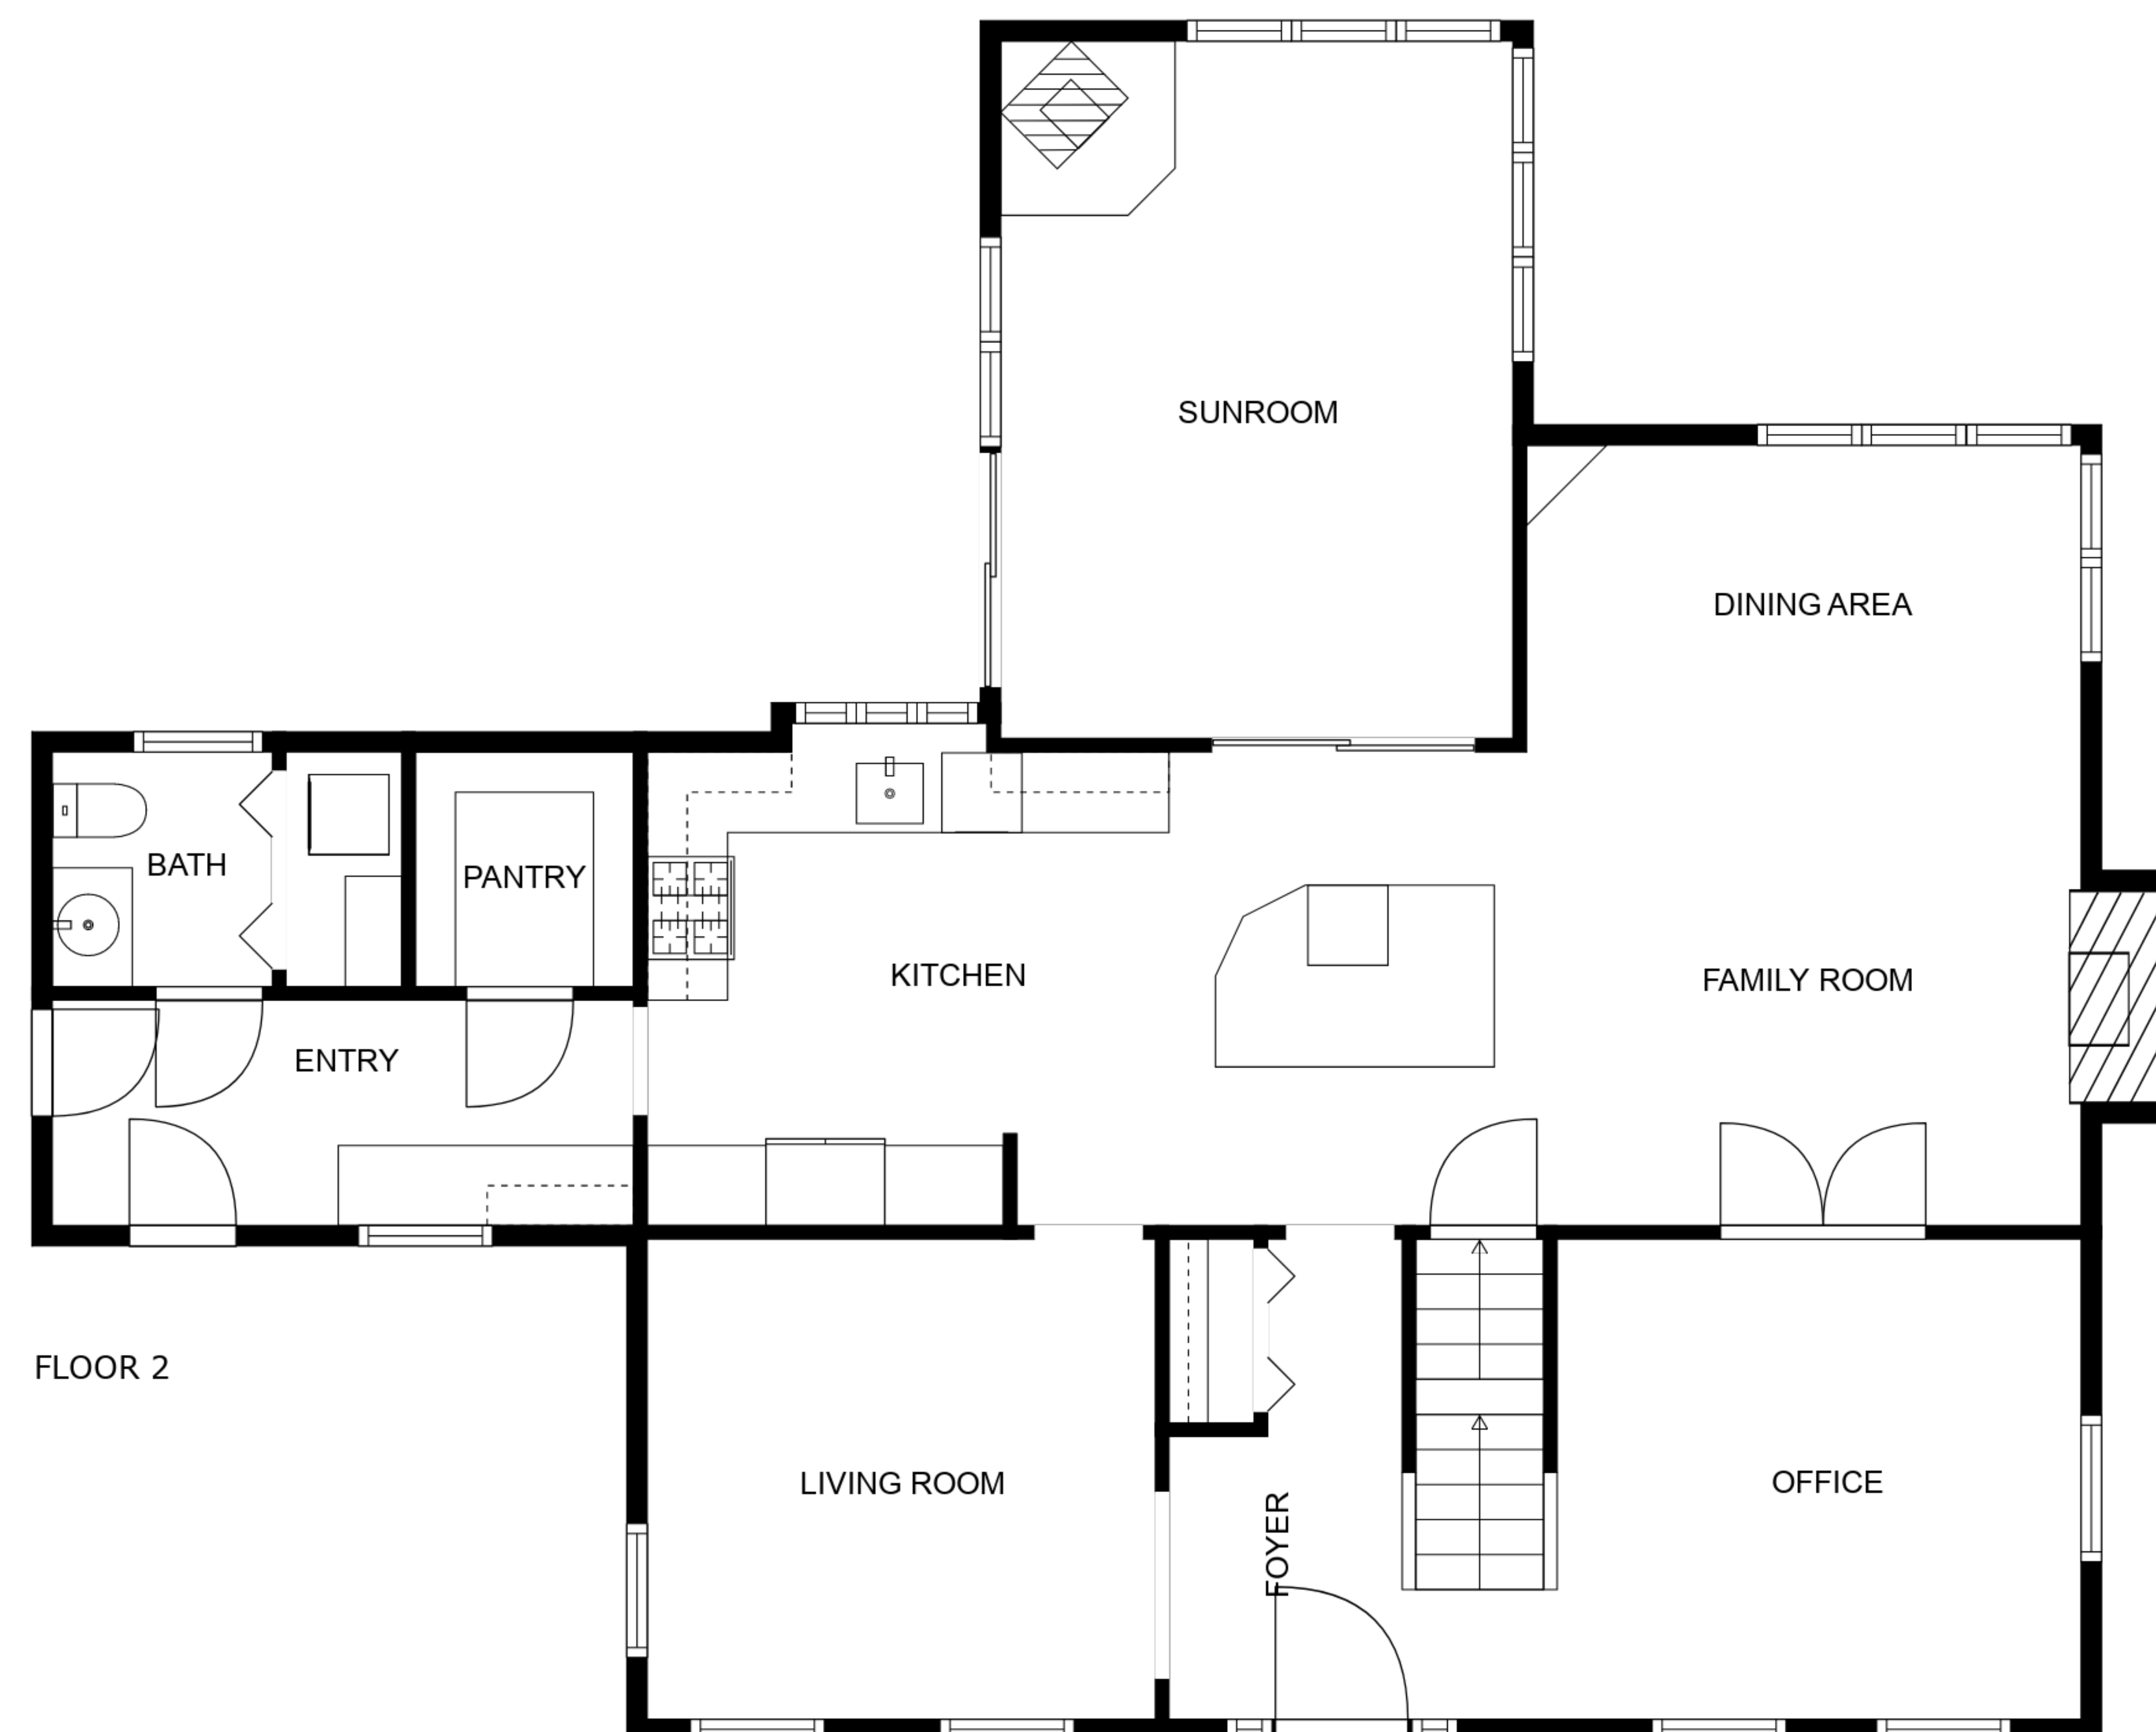 SUNROOM
DINING AREA
BATH
PANTRY
KITCHEN
FAMILY ROOM
ENTRY
FLOOR 2
LIVING ROOM
FOYER
OFFICE